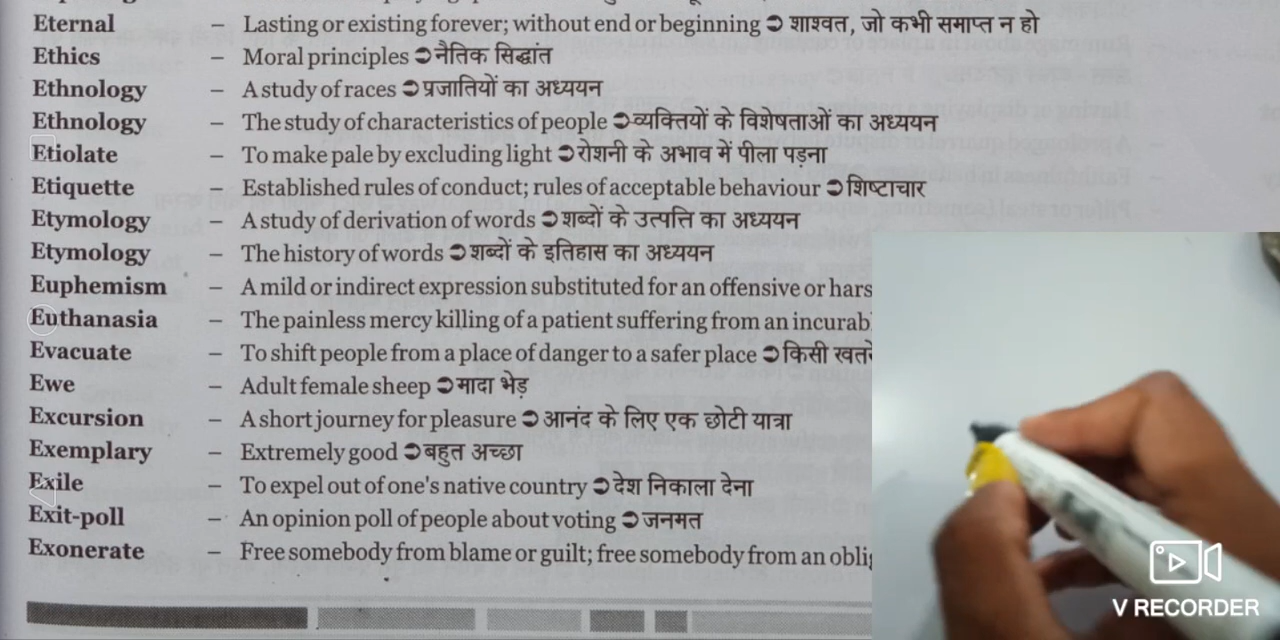 Eternal – Lasting or existing forever; without end or beginning ➲ शाश्वत, जो कभी समाप्त न हो
Ethics – Moral principles ➲ नैतिक सिद्धांत
Ethnology – A study of races ➲ प्रजातियों का अध्ययन
Ethnology – The study of characteristics of people ➲ व्यक्तियों के विशेषताओं का अध्ययन
Etiolate – To make pale by excluding light ➲ रोशनी के अभाव में पीला पड़ना
Etiquette – Established rules of conduct; rules of acceptable behaviour ➲ शिष्टाचार
Etymology – A study of derivation of words ➲ शब्दों के उत्पत्ति का अध्ययन
Etymology – The history of words ➲ शब्दों के इतिहास का अध्ययन
Euphemism – A mild or indirect expression substituted for an offensive or hars
Euthanasia – The painless mercy killing of a patient suffering from an incurab
Evacuate – To shift people from a place of danger to a safer place ➲ किसी
Ewe – Adult female sheep ➲ मादा भेड़
Excursion – A short journey for pleasure ➲ आनंद के लिए एक छोटी यात्रा
Exemplary – Extremely good ➲ बहुत अच्छा
Exile – To expel out of one's native country ➲ देश निकाला देना
Exit-poll – An opinion poll of people about voting ➲ जनमत
Exonerate – Free somebody from blame or guilt; free somebody from an obli
V RECORDER